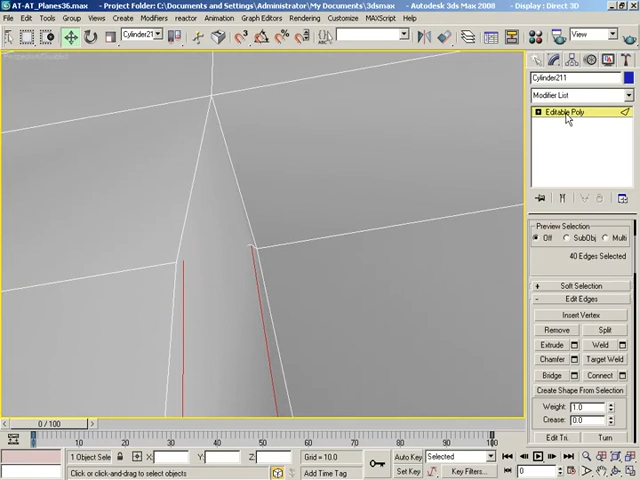 AT-AT_Planes36.max - Project Folder: C:\Documents and Settings\Administrator\My Documents\3dsmax - Autodesk 3ds Max 2008 - Display : Direct 3D
File Edit Tools Group Views Create Modifiers reactor Animation Graph Editors Rendering Customize MAXScript Help
Cylinder21 View
Cylinder211
Modifier List
Editable Poly
Preview Selection
Off SubObj Multi
40 Edges Selected
+ Soft Selection
- Edit Edges
Insert Vertex
Remove Split
Extrude Weld
Chamfer Target Weld
Bridge Connect
Create Shape From Selection
Weight: 1.0
Crease: 0.0
Edit Tri. Turn
0 / 100
0 10 20 30 40 50 60 70 80 90 100
1 Object Sele X: Y: Z: Grid = 10.0 Auto Key Selected
Click or click-and-drag to select objects Add Time Tag Set Key Key Filters... 0